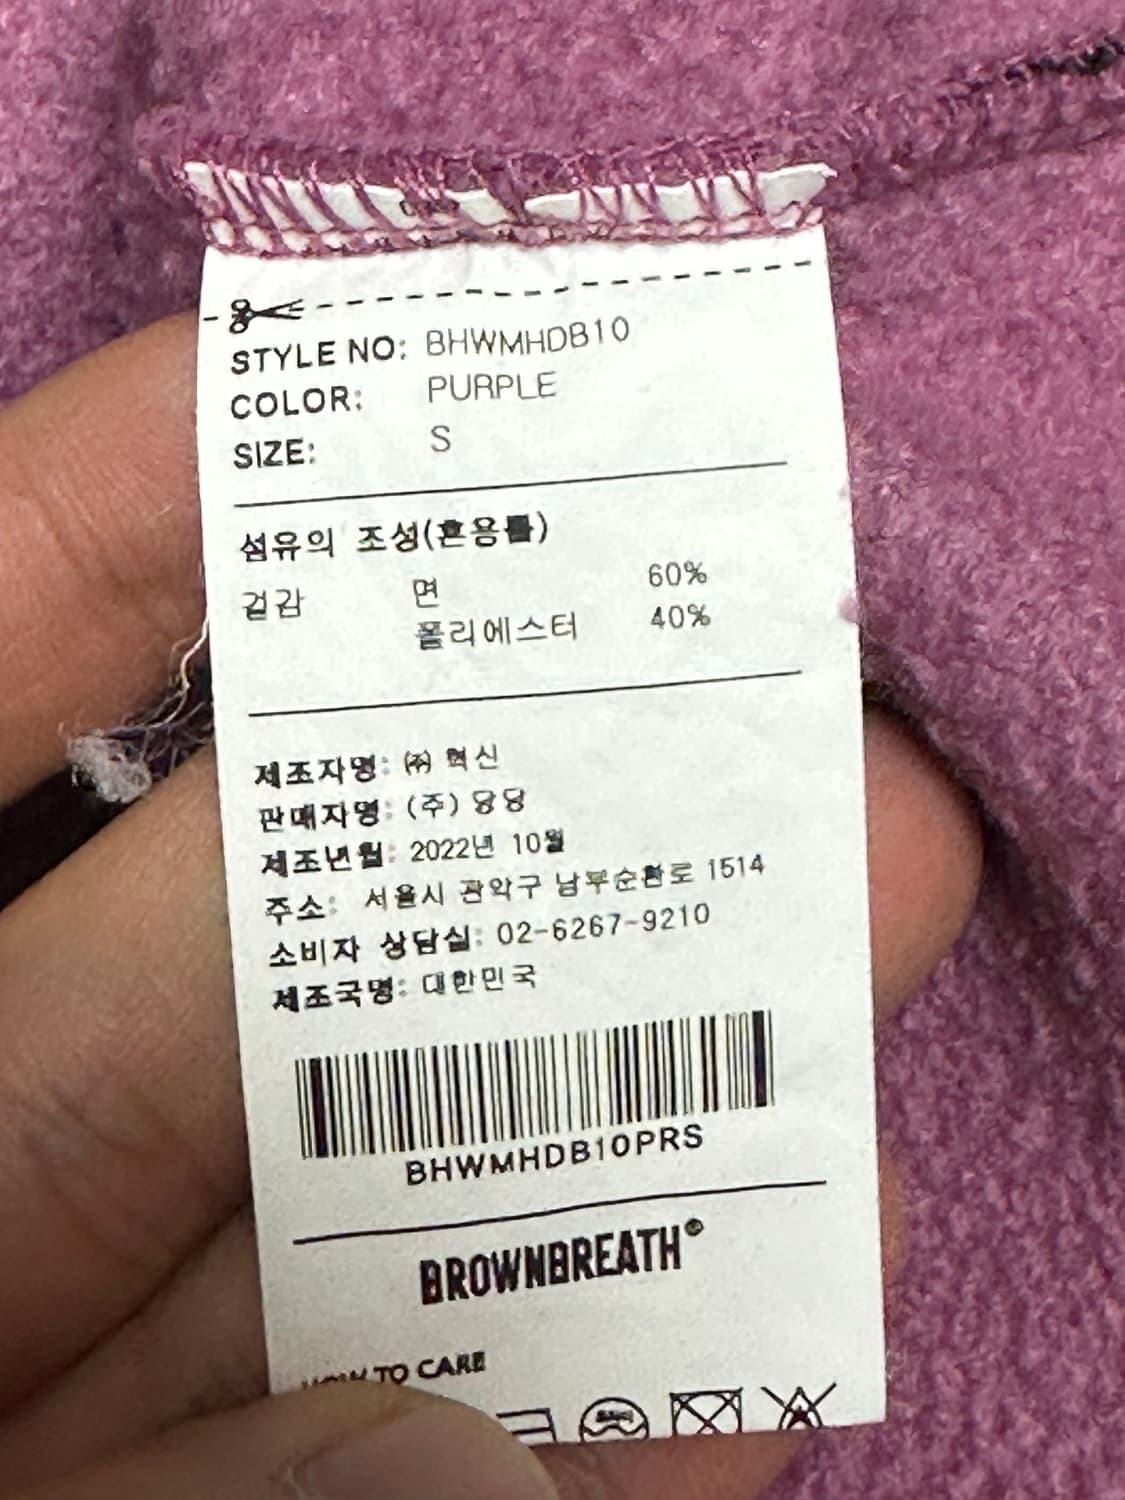 STYLE NO: BHWMHDB10
COLOR: PURPLE
SIZE: S
섬유의 조성(혼용률)
겉감 면 60%
폴리에스터 40%
제조자명: ㈜ 혁신
판매자명: (주) 당당
제조년월: 2022년 10월
주소: 서울시 관악구 남부순환로 1514
소비자 상담실: 02-6267-9210
제조국명: 대한민국
BHWMHDB10PRS
BROWNBREATH®
HOW TO CARE